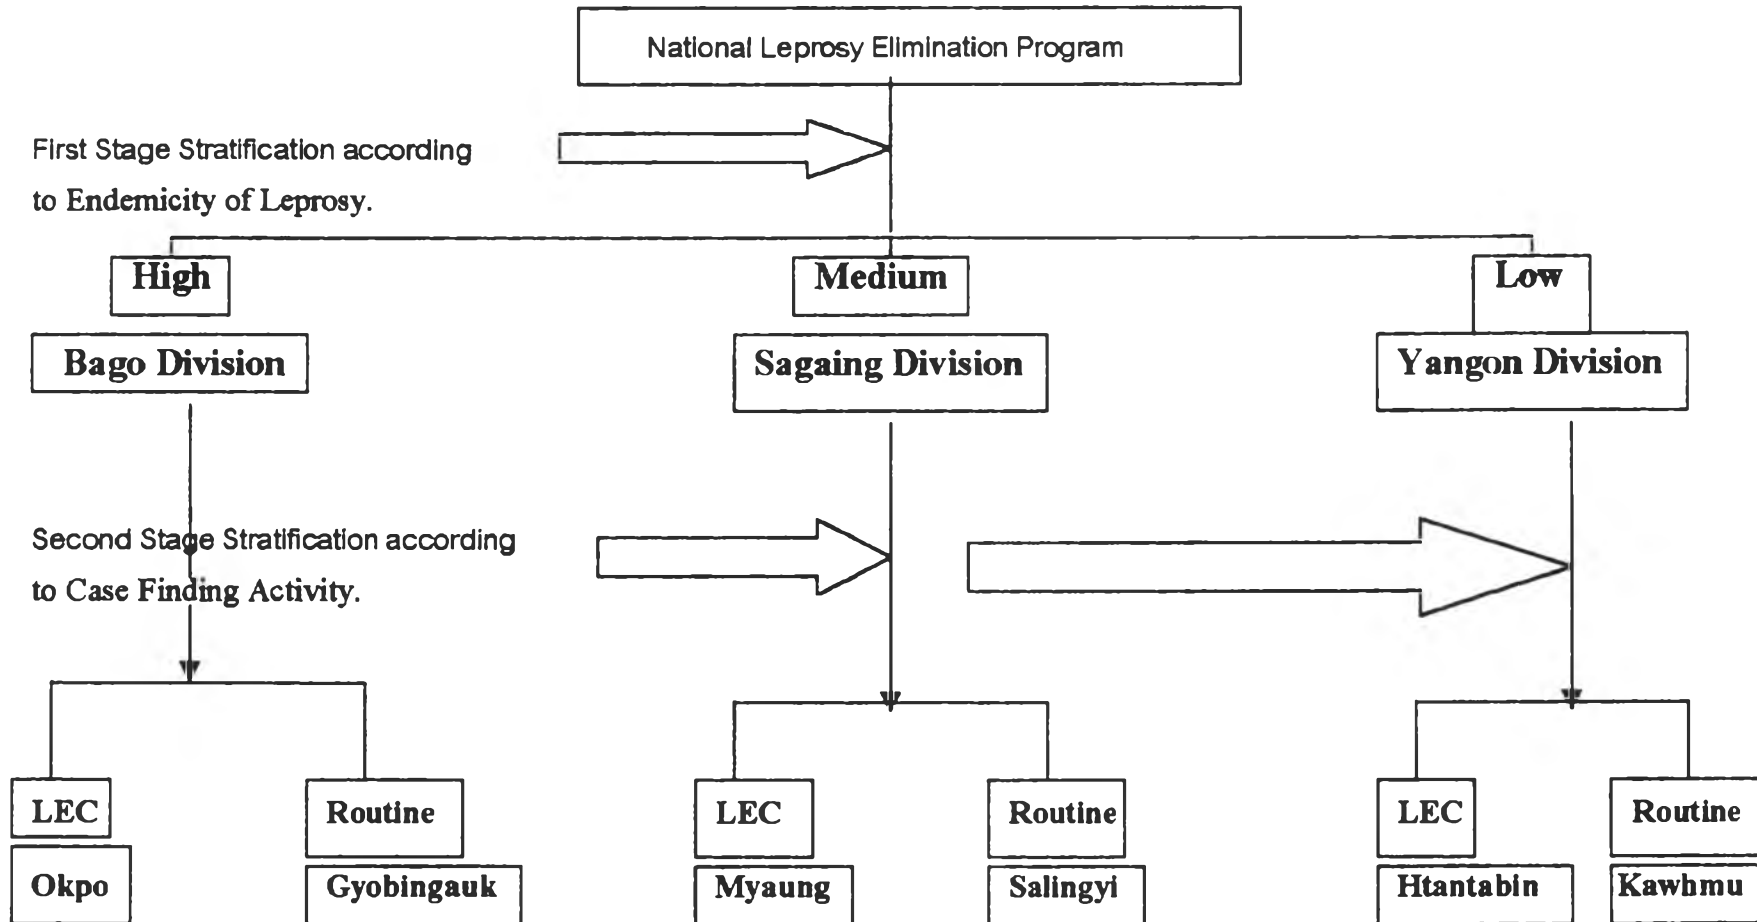 National Leprosy Elimination Program
First Stage Stratification according
to Endemicity of Leprosy.
High
Medium
Low
Bago Division
Sagaing Division
Yangon Division
Second Stage Stratification according
to Case Finding Activity.
LEC
Routine
LEC
Routine
LEC
Routine
Okpo
Gyobingauk
Myaung
Salingyi
Htantabin
Kawhmu